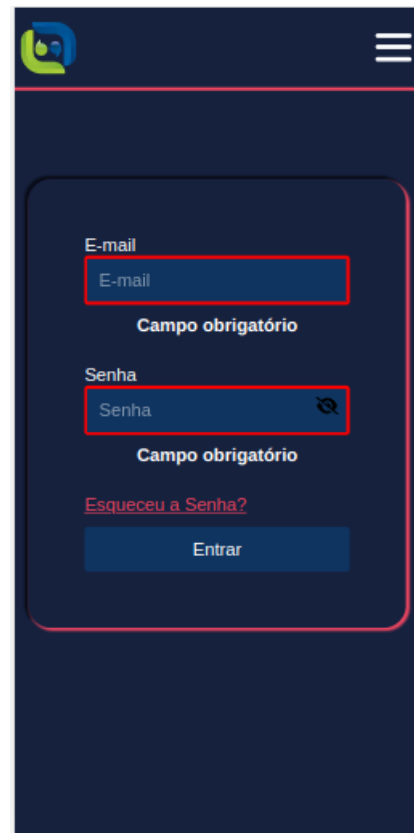 E-mail
E-mail
Campo obrigatório
Senha
Senha
Campo obrigatório
Esqueceu a Senha?
Entrar